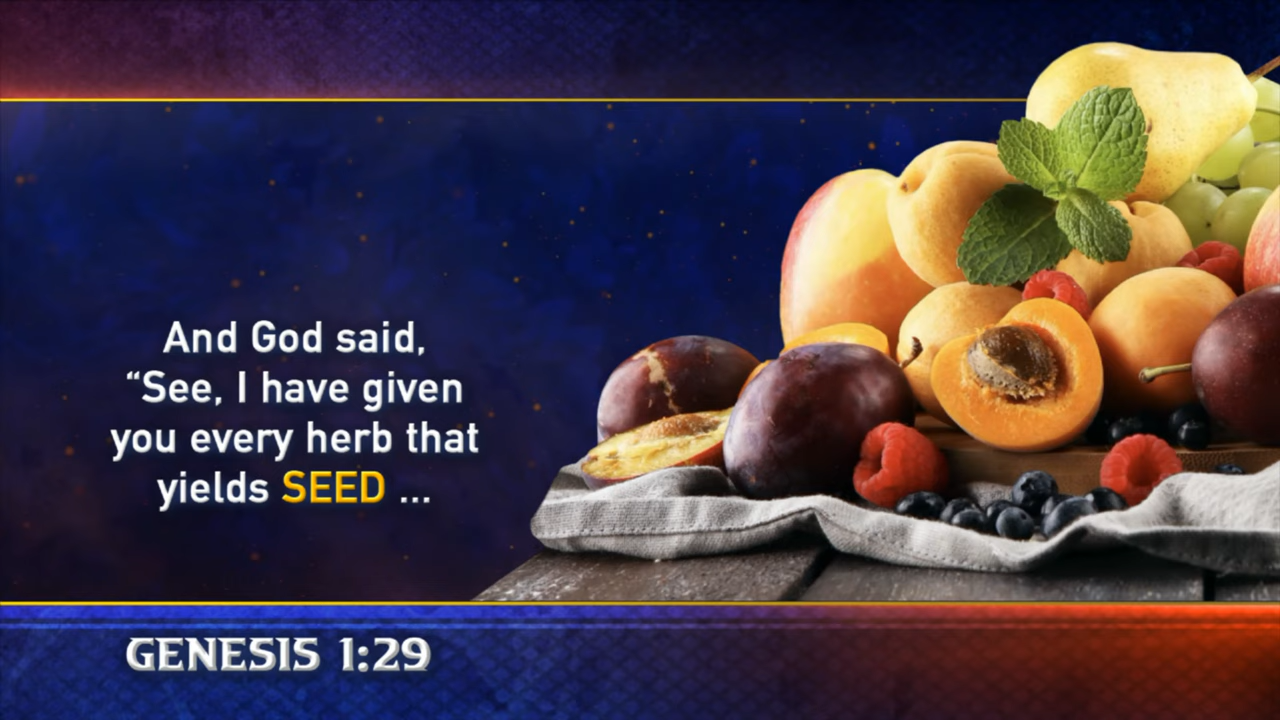 And God said,
“See, I have given
you every herb that
yields SEED ...
GENESIS 1:29